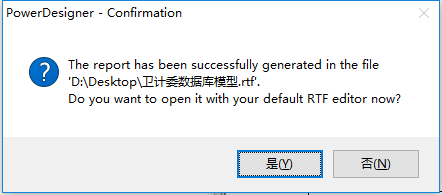 PowerDesigner - Confirmation
The report has been successfully generated in the file
'D:\Desktop\卫计委数据库模型.rtf'.
Do you want to open it with your default RTF editor now?
是(Y)
否(N)